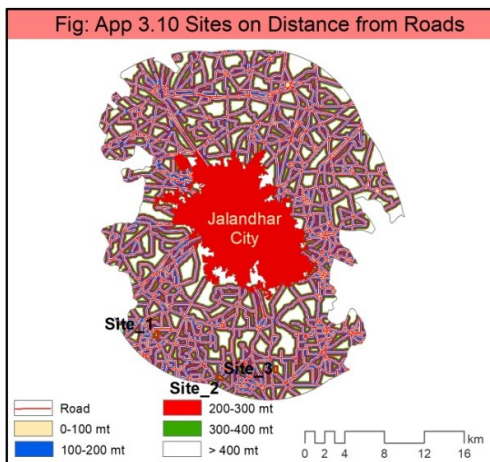 Fig: App 3.10 Sites on Distance from Roads
Jalandhar
City
Site_1
Site_3
Site_2
Road
0-100 mt
100-200 mt
200-300 mt
300-400 mt
> 400 mt
km
0 2 4 8 12 16